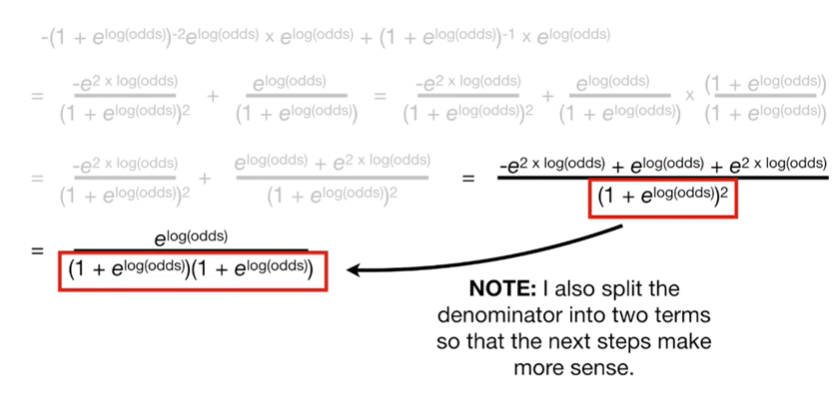 -(1 + e^log(odds))^-2 e^log(odds) x e^log(odds) + (1 + e^log(odds))^-1 x e^log(odds)
= -e^2 x log(odds) / (1 + e^log(odds))^2 + e^log(odds) / (1 + e^log(odds)) = -e^2 x log(odds) / (1 + e^log(odds))^2 + e^log(odds) / (1 + e^log(odds)) x (1 + e^log(odds)) / (1 + e^log(odds))
= -e^2 x log(odds) / (1 + e^log(odds))^2 + e^log(odds) + e^2 x log(odds) / (1 + e^log(odds))^2 = -e^2 x log(odds) + e^log(odds) + e^2 x log(odds) / (1 + e^log(odds))^2
= e^log(odds) / (1 + e^log(odds))(1 + e^log(odds))
NOTE: I also split the
denominator into two terms
so that the next steps make
more sense.